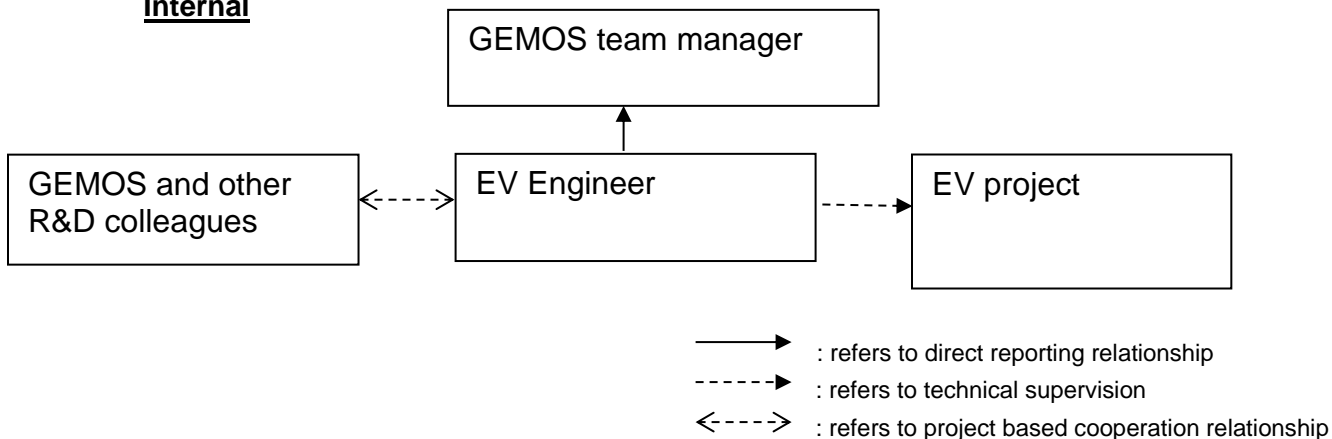 Internal
GEMOS team manager
GEMOS and other
R&D colleagues
EV Engineer
EV project
: refers to direct reporting relationship
: refers to technical supervision
: refers to project based cooperation relationship